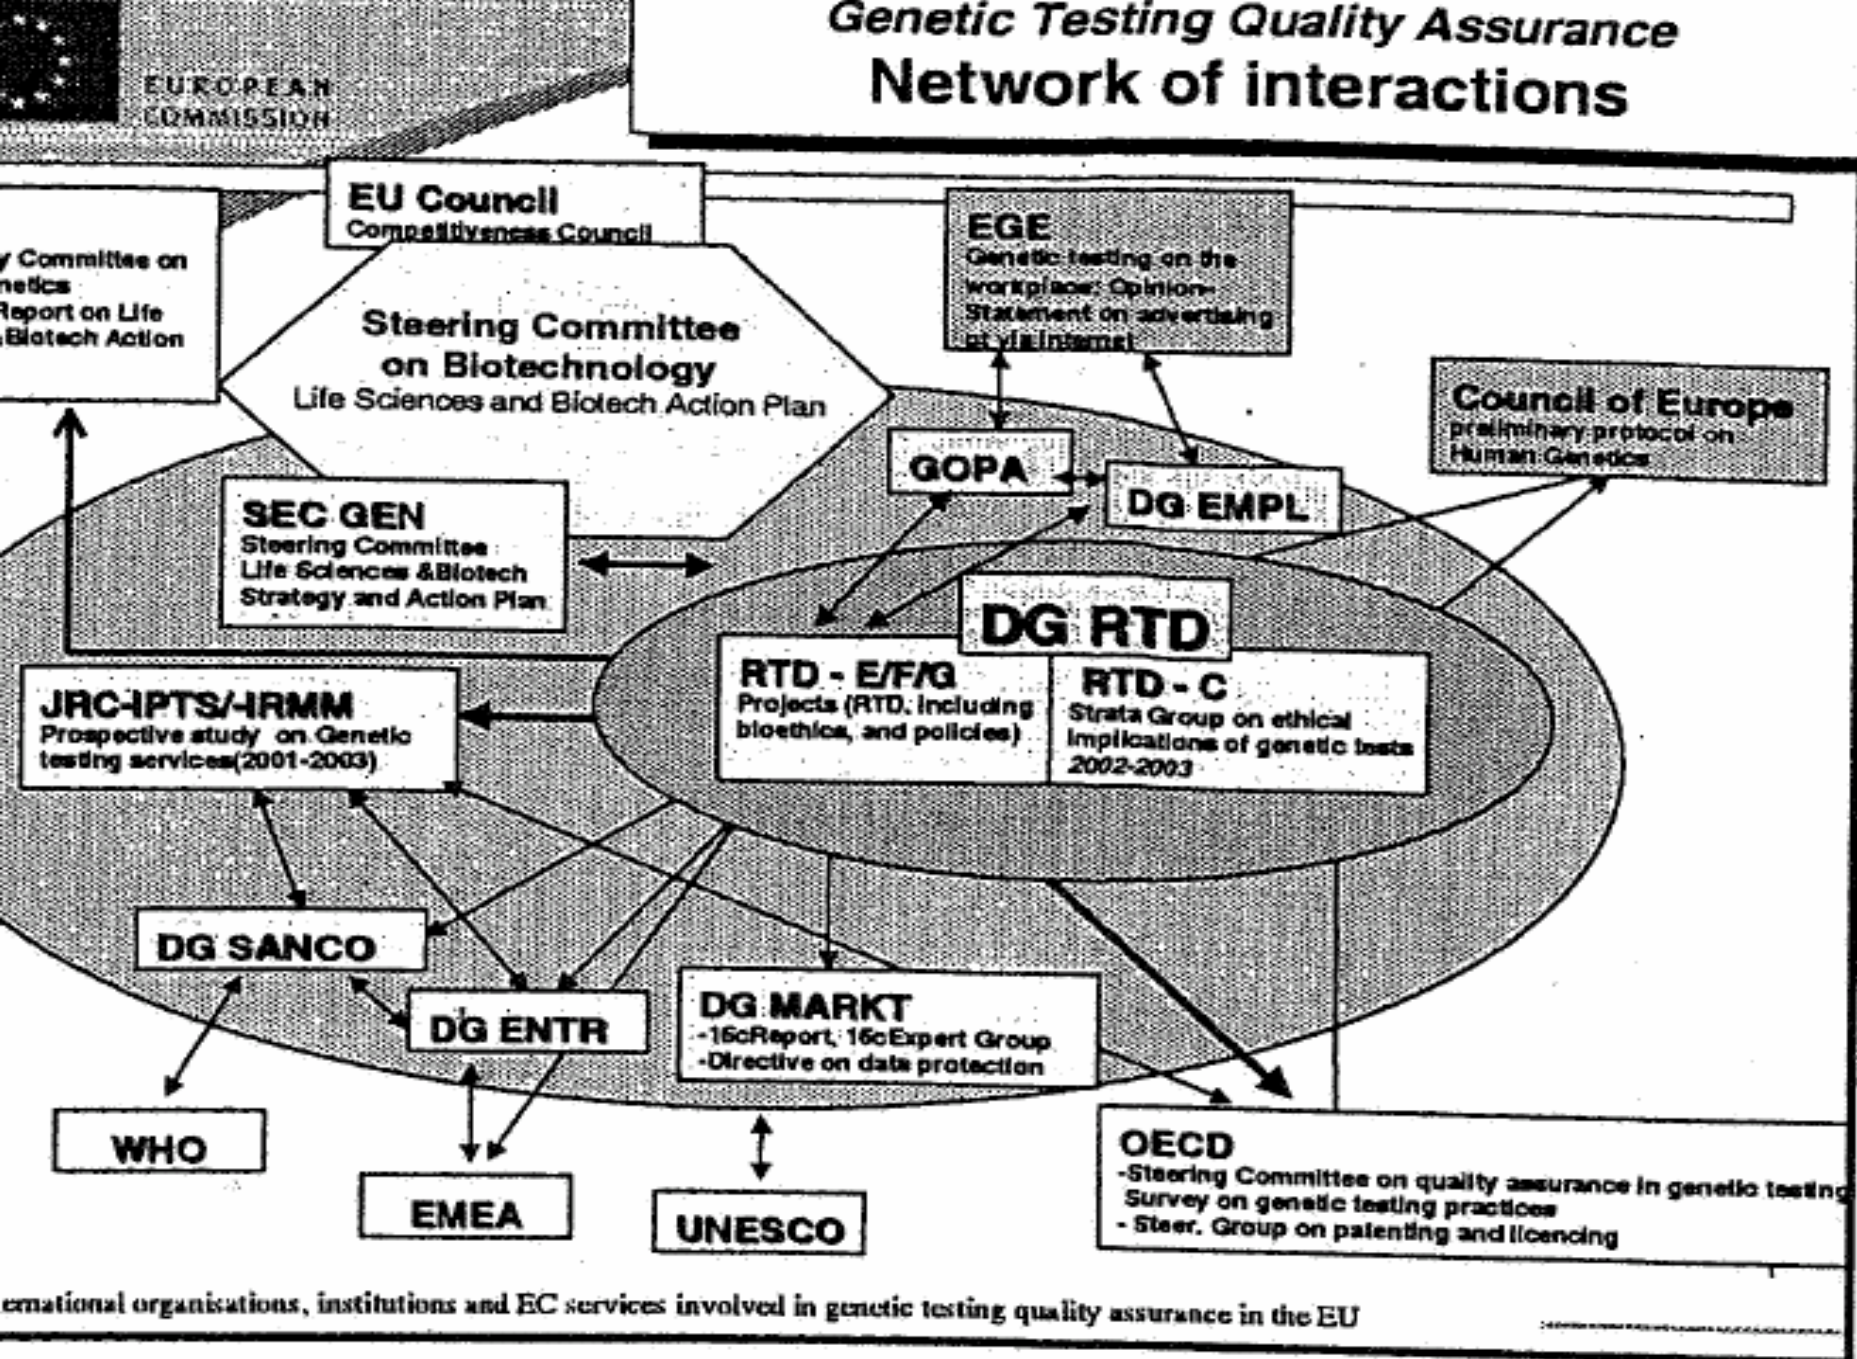 Genetic Testing Quality Assurance
Network of interactions
EUROPEAN
COMMISSION
EU Council
Competitiveness Council
y Committee on
netics
Report on Life
&Biotech Action
Steering Committee
on Biotechnology
Life Sciences and Biotech Action Plan
EGE
Genetic testing on the
workplace: Opinion-
Statement on advertising
gt via internet
Council of Europe
preliminary protocol on
Human Genetics
GOPA
DG EMPL
SEC GEN
Steering Committee
Life Sciences &Biotech
Strategy and Action Plan
DG RTD
RTD - E/F/G
Projects (RTD, including
bioethics, and policies)
RTD - C
Strata Group on ethical
implications of genetic tests
2002-2003
JRC-IPTS/-IRMM
Prospective study on Genetic
testing services(2001-2003)
DG SANCO
DG ENTR
DG MARKT
-16cReport, 16cExpert Group
-Directive on data protection
WHO
EMEA
UNESCO
OECD
-Steering Committee on quality assurance in genetic testing
Survey on genetic testing practices
- Steer. Group on patenting and licencing
ernational organisations, institutions and EC services involved in genetic testing quality assurance in the EU